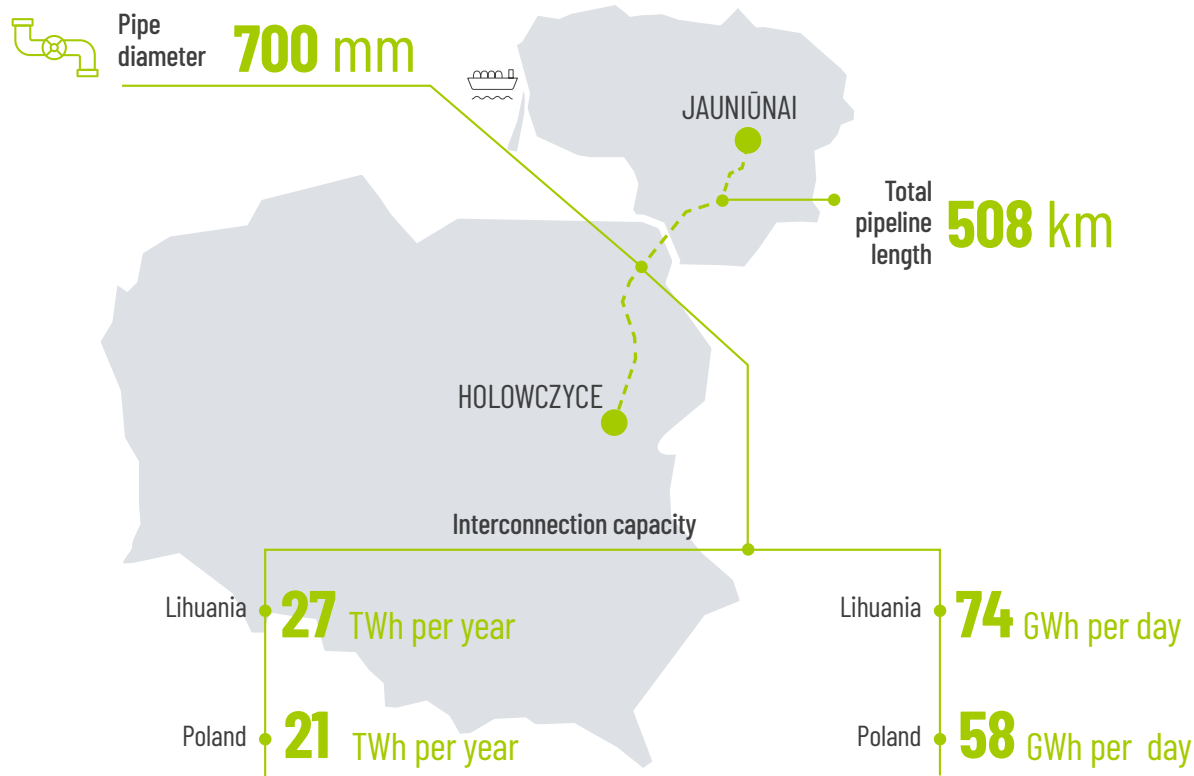 Pipe
diameter
700 mm
JAUNIŪNAI
Total
pipeline
length
508 km
HOLOWCZYCE
Interconnection capacity
Lihuania
27 TWh per year
Lihuania
74 GWh per day
Poland
21 TWh per year
Poland
58 GWh per day